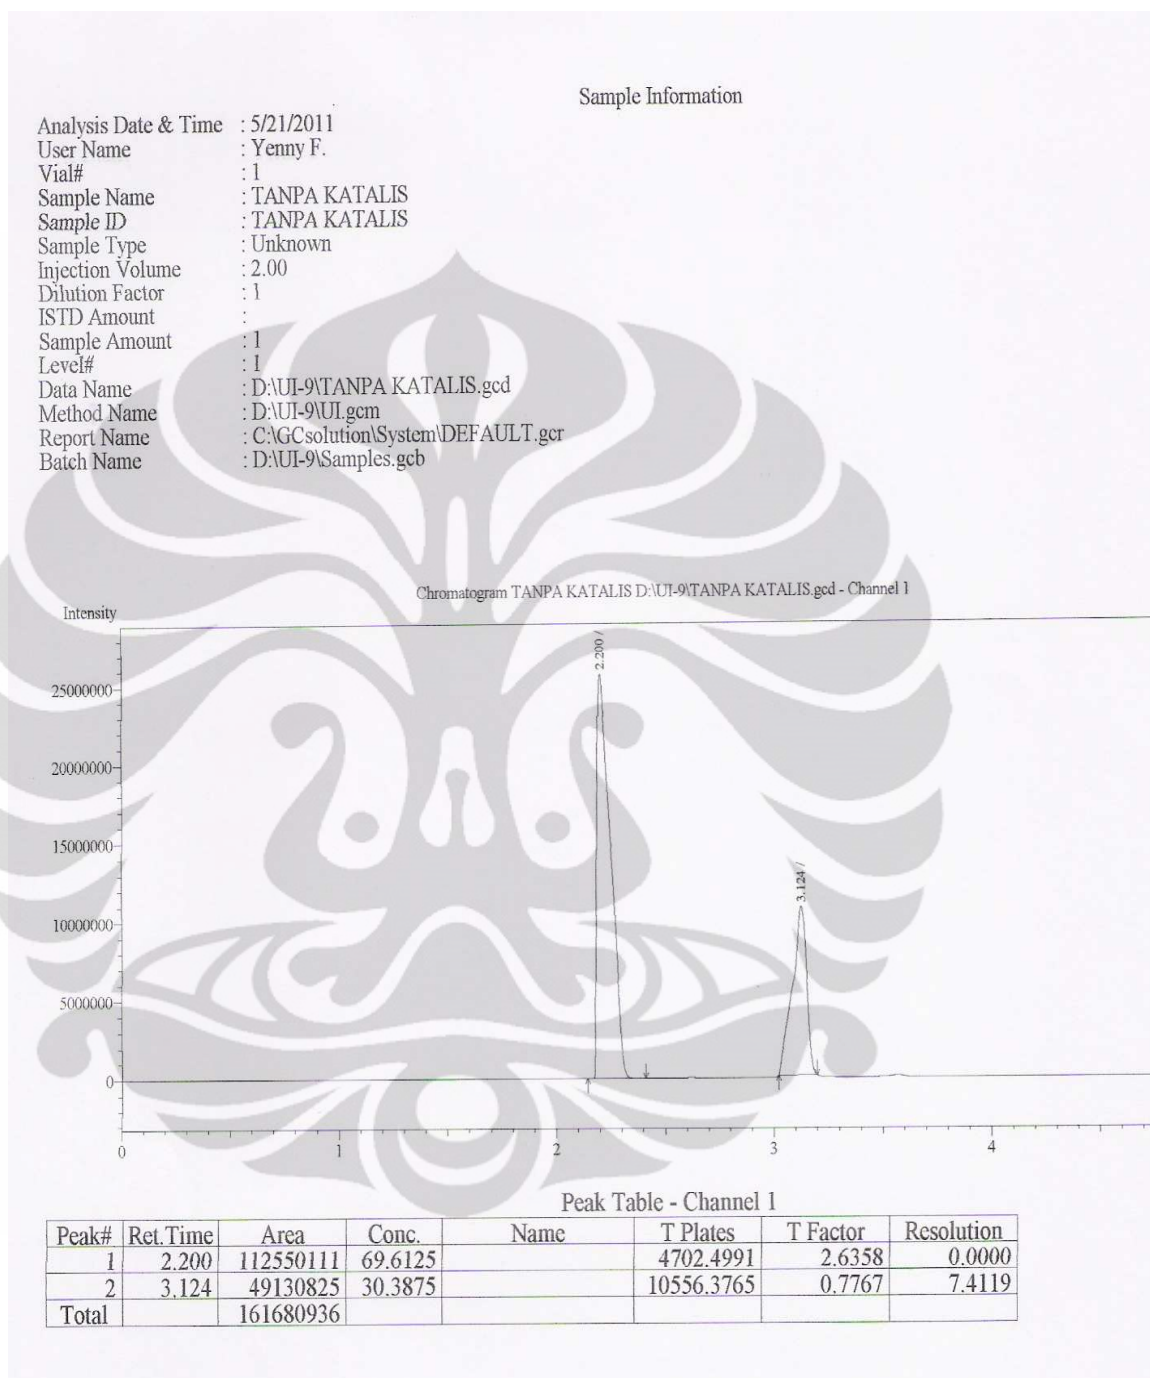 Sample Information
Analysis Date & Time : 5/21/2011
User Name : Yenny F.
Vial# : 1
Sample Name : TANPA KATALIS
Sample ID : TANPA KATALIS
Sample Type : Unknown
Injection Volume : 2.00
Dilution Factor : 1
ISTD Amount :
Sample Amount : 1
Level# : 1
Data Name : D:\UI-9\TANPA KATALIS.gcd
Method Name : D:\UI-9\UI.gcm
Report Name : C:\GCsolution\System\DEFAULT.gcr
Batch Name : D:\UI-9\Samples.gcb
Chromatogram TANPA KATALIS D:\UI-9\TANPA KATALIS.gcd - Channel 1
Intensity
2.200 /
25000000
20000000
15000000
3.124 /
10000000
5000000
0
0 1 2 3 4
Peak Table - Channel 1
Peak# Ret.Time Area Conc. Name T Plates T Factor Resolution
1 2.200 112550111 69.6125 4702.4991 2.6358 0.0000
2 3.124 49130825 30.3875 10556.3765 0.7767 7.4119
Total 161680936